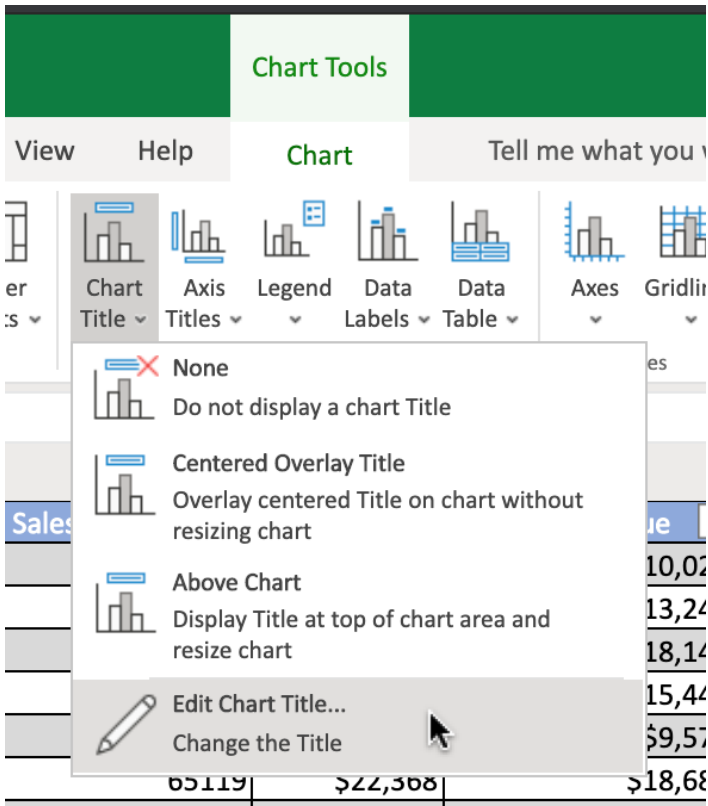 Chart Tools
View Help Chart Tell me what you
Chart Axis Legend Data Data Axes
Title Titles Labels Table
None
Do not display a chart Title
Centered Overlay Title
Overlay centered Title on chart without
resizing chart
Sales
Above Chart
Display Title at top of chart area and
resize chart
Edit Chart Title...
Change the Title
65119 $22,368